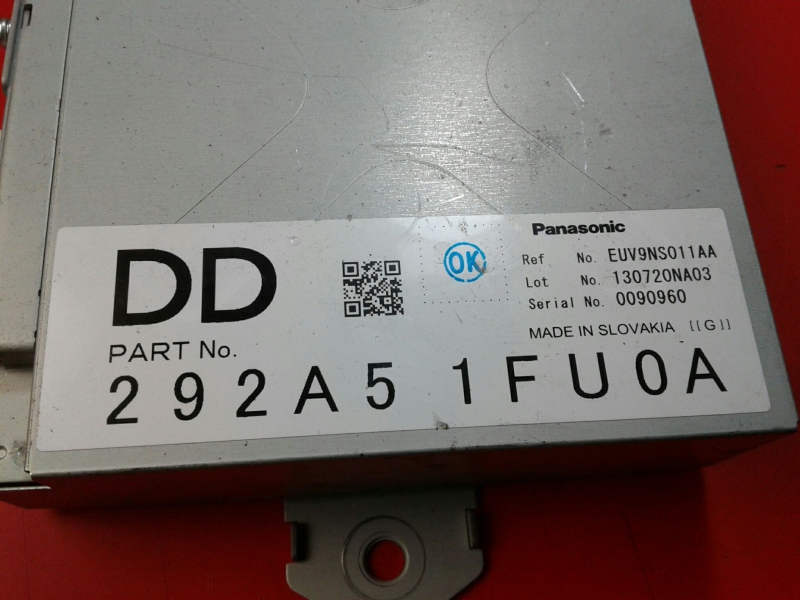 DD
OK
Panasonic
Ref No. EUV9NS011AA
Lot No. 130720NA03
Serial No. 0090960
MADE IN SLOVAKIA [[G]]
PART No.
292A5 1FU0A